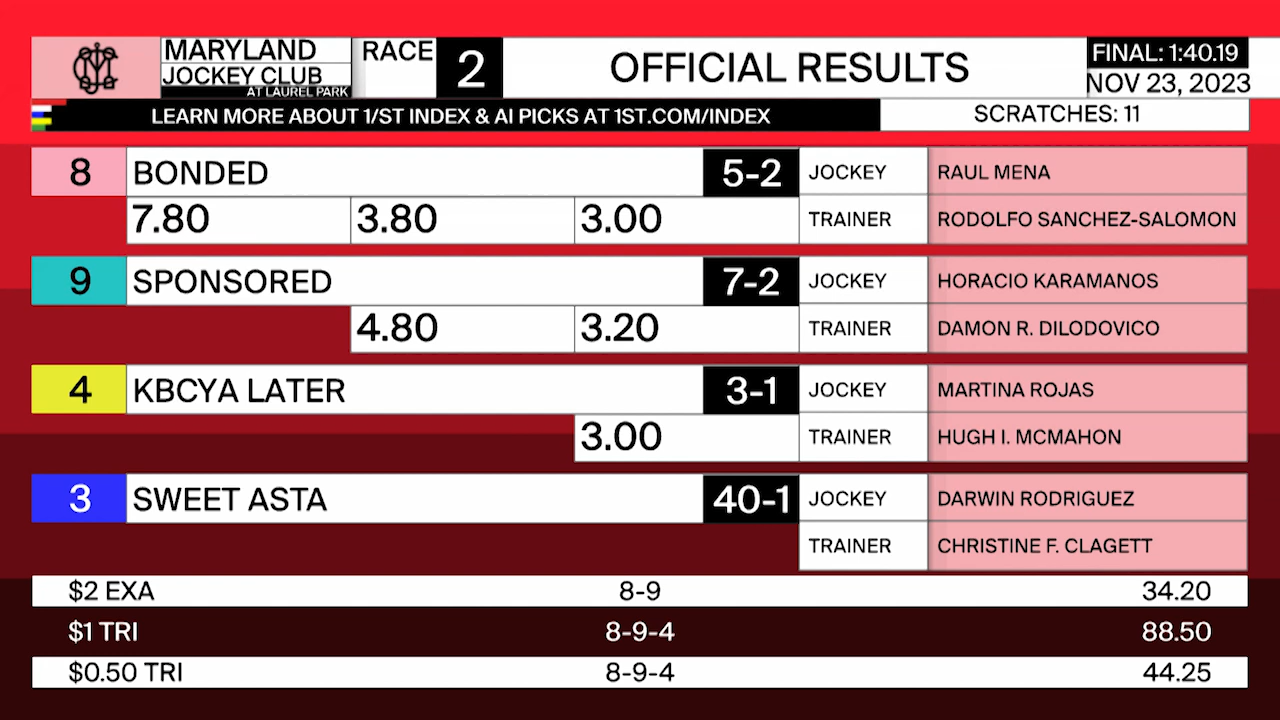 MARYLAND
JOCKEY CLUB
AT LAUREL PARK
RACE 2
OFFICIAL RESULTS
FINAL: 1:40.19
NOV 23, 2023
LEARN MORE ABOUT 1/ST INDEX & AI PICKS AT 1ST.COM/INDEX
SCRATCHES: 11
8 BONDED 5-2 JOCKEY RAUL MENA
7.80 3.80 3.00 TRAINER RODOLFO SANCHEZ-SALOMON
9 SPONSORED 7-2 JOCKEY HORACIO KARAMANOS
4.80 3.20 TRAINER DAMON R. DILODOVICO
4 KBCYA LATER 3-1 JOCKEY MARTINA ROJAS
3.00 TRAINER HUGH I. MCMAHON
3 SWEET ASTA 40-1 JOCKEY DARWIN RODRIGUEZ
TRAINER CHRISTINE F. CLAGETT
$2 EXA 8-9 34.20
$1 TRI 8-9-4 88.50
$0.50 TRI 8-9-4 44.25